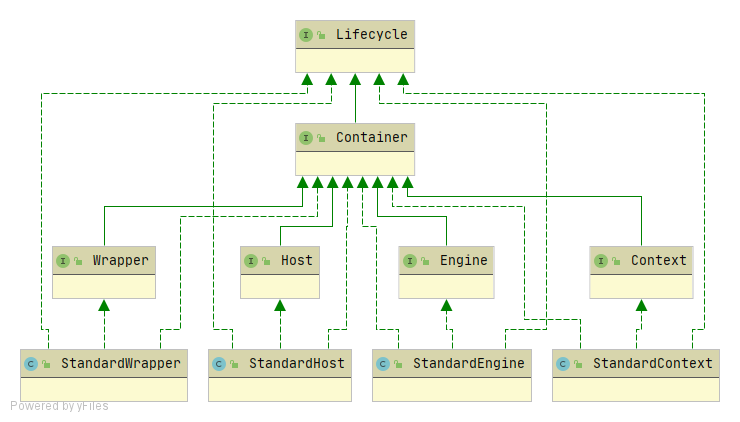 I Lifecycle
I Container
I Wrapper
I Host
I Engine
I Context
C StandardWrapper
C StandardHost
C StandardEngine
C StandardContext
Powered by yFiles